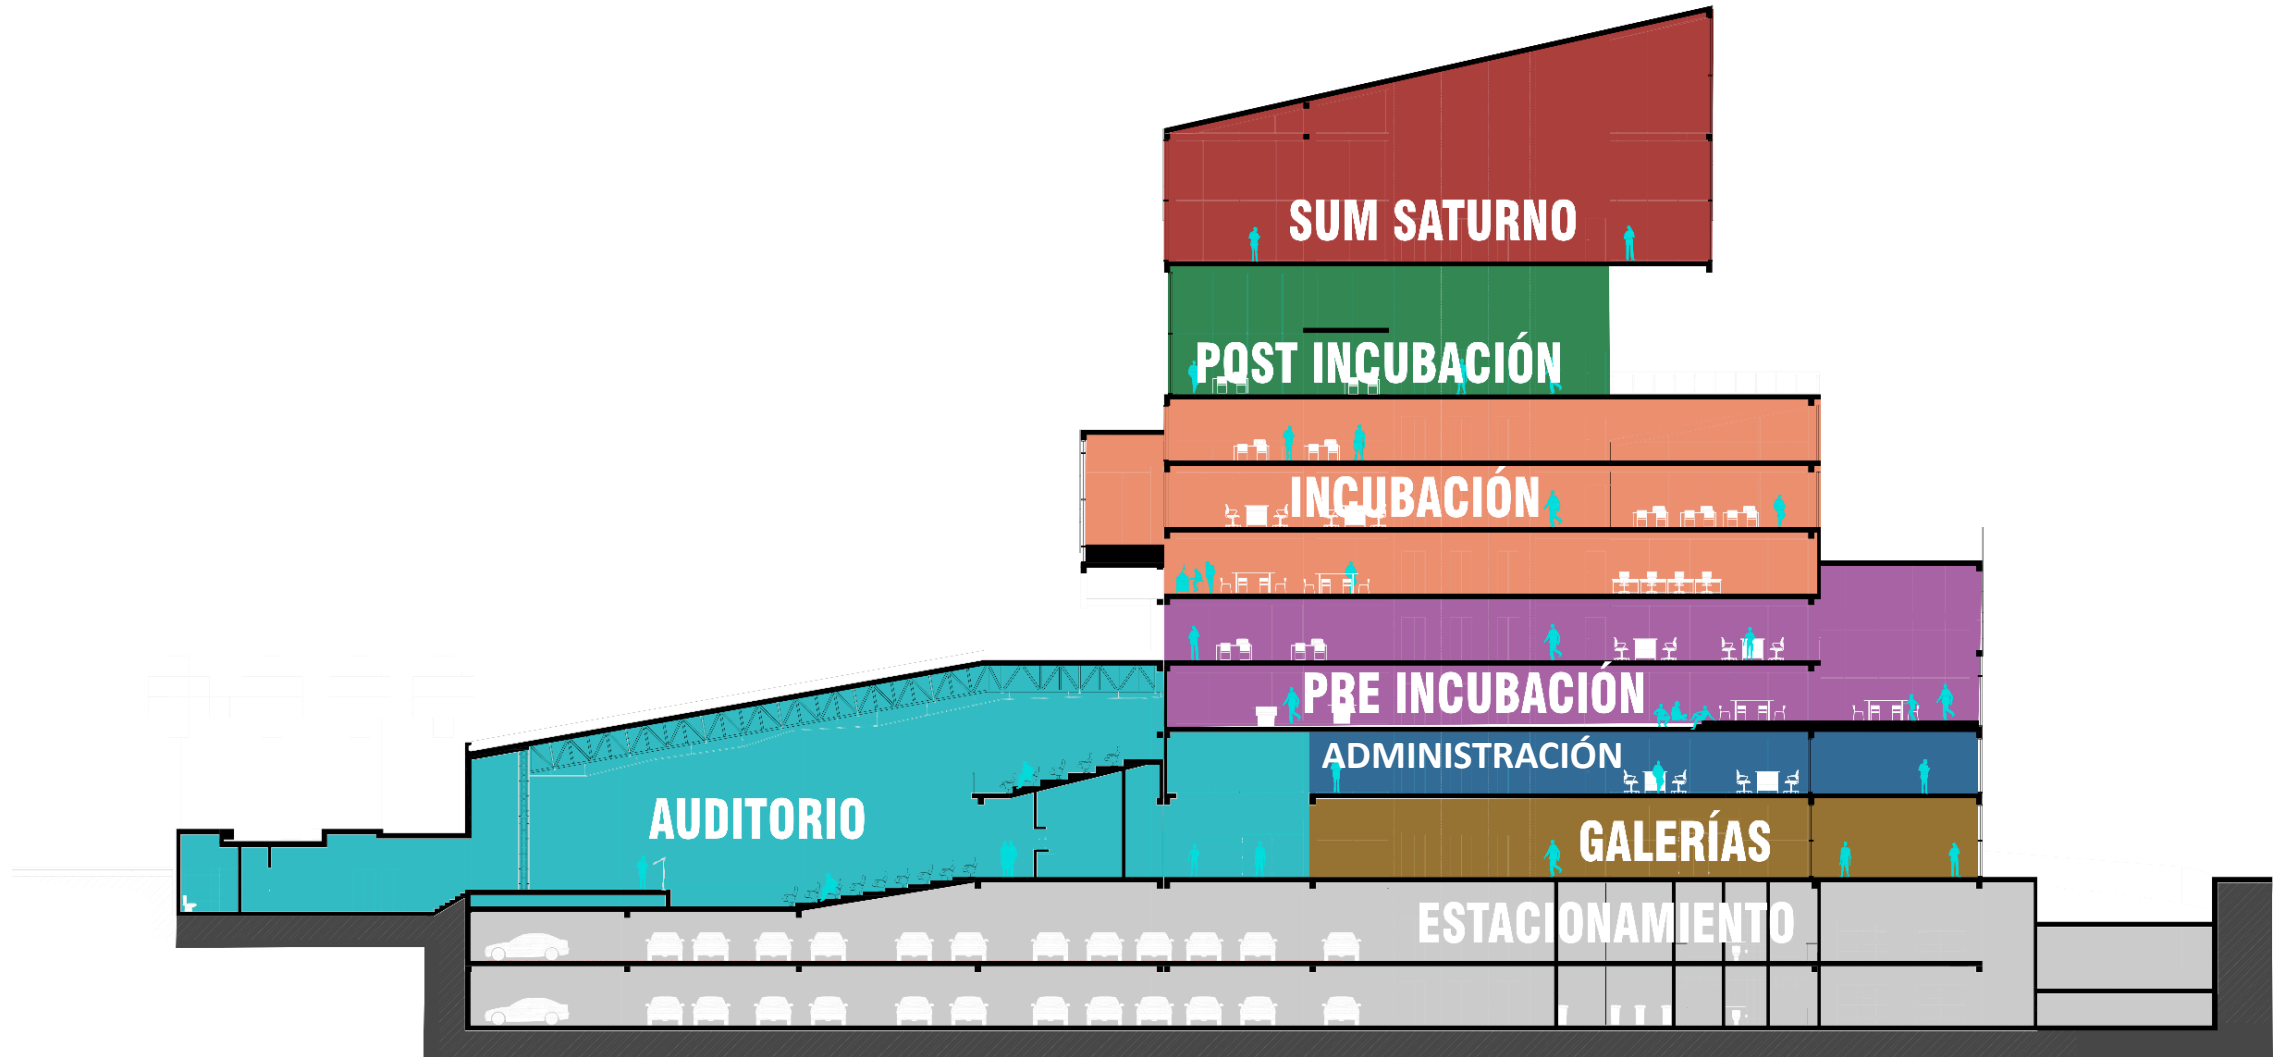 SUM SATURNO
POST INCUBACIÓN
INCUBACIÓN
PRE INCUBACIÓN
ADMINISTRACIÓN
AUDITORIO
GALERÍAS
ESTACIONAMIENTO